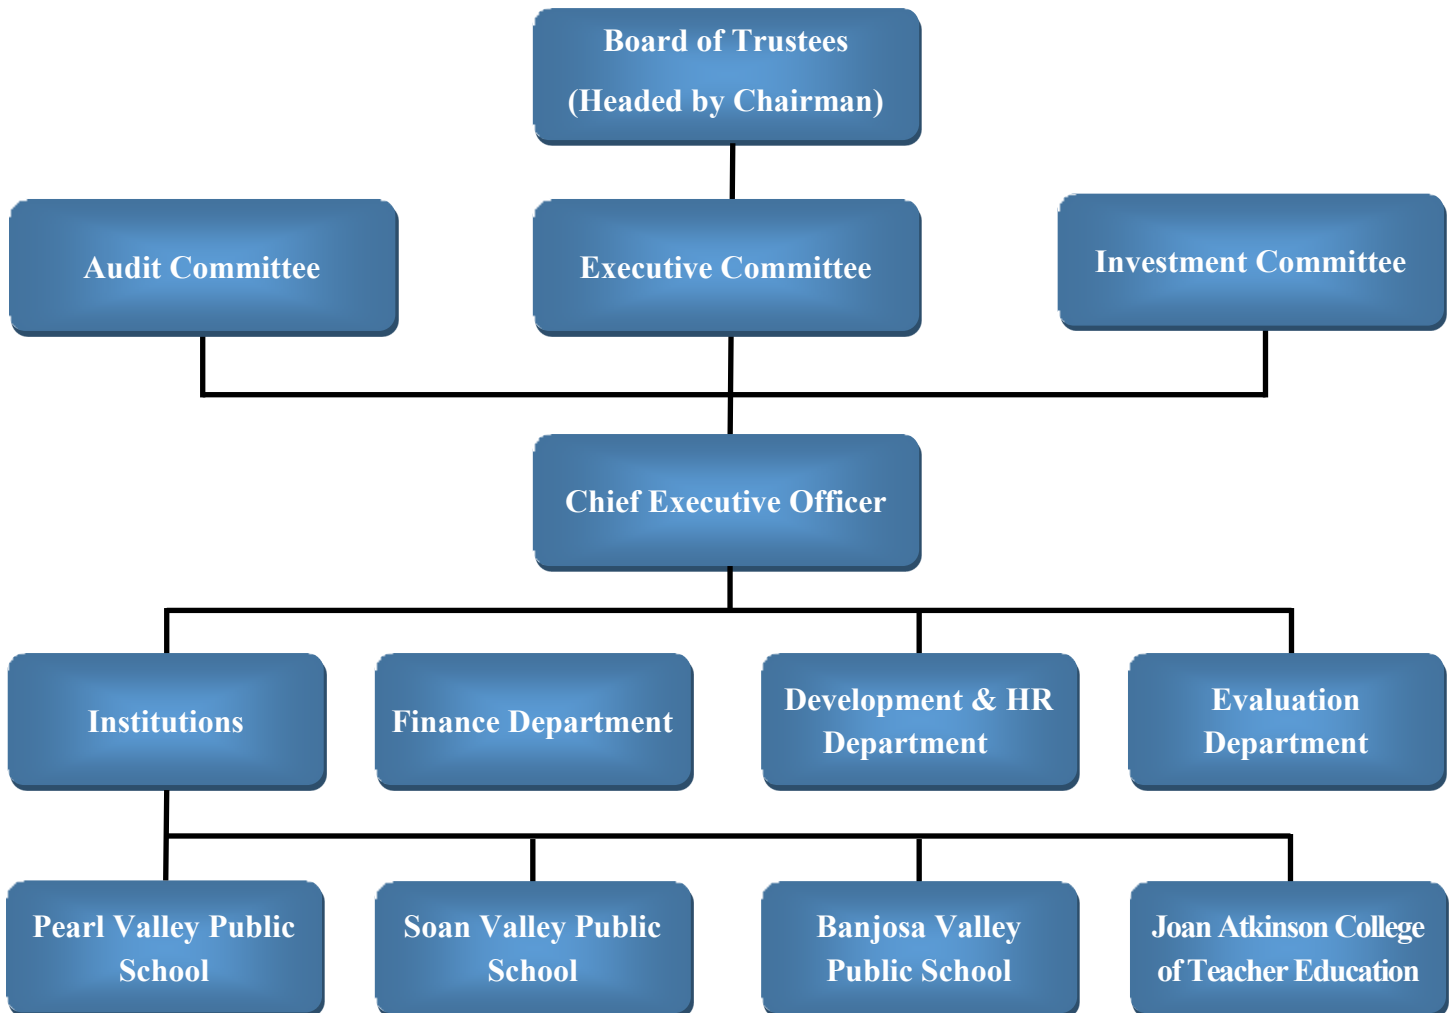 Board of Trustees
(Headed by Chairman)
Audit Committee
Executive Committee
Investment Committee
Chief Executive Officer
Institutions
Finance Department
Development & HR
Department
Evaluation
Department
Pearl Valley Public
School
Soan Valley Public
School
Banjosa Valley
Public School
Joan Atkinson College
of Teacher Education